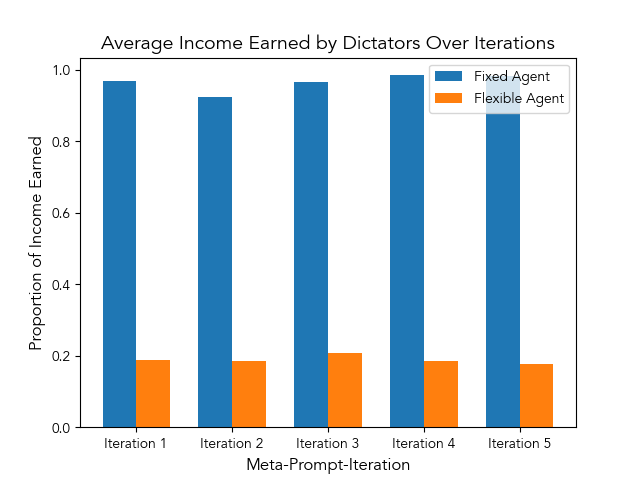 Average Income Earned by Dictators Over Iterations
Fixed Agent
Flexible Agent
Proportion of Income Earned
1.0
0.8
0.6
0.4
0.2
0.0
Iteration 1
Iteration 2
Iteration 3
Iteration 4
Iteration 5
Meta-Prompt-Iteration